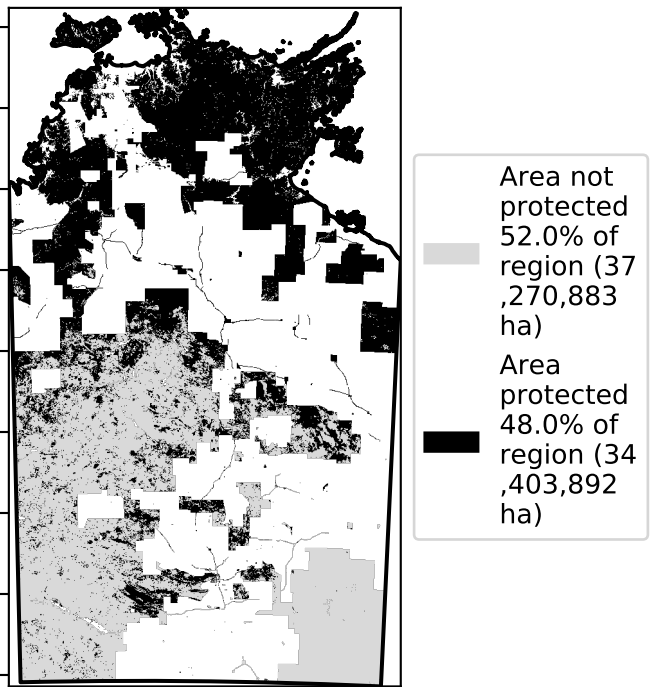 Area not
protected
52.0% of
region (37
,270,883
ha)
Area
protected
48.0% of
region (34
,403,892
ha)